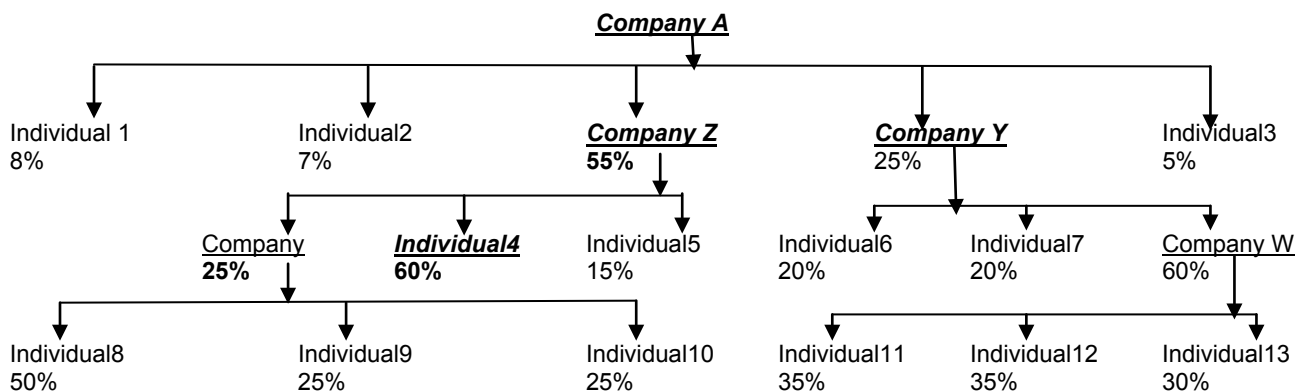 Company A
Individual 1 Individual2 Company Z Company Y Individual3
8% 7% 55% 25% 5%
Company Individual4 Individual5 Individual6 Individual7 Company W
25% 60% 15% 20% 20% 60%
Individual8 Individual9 Individual10 Individual11 Individual12 Individual13
50% 25% 25% 35% 35% 30%